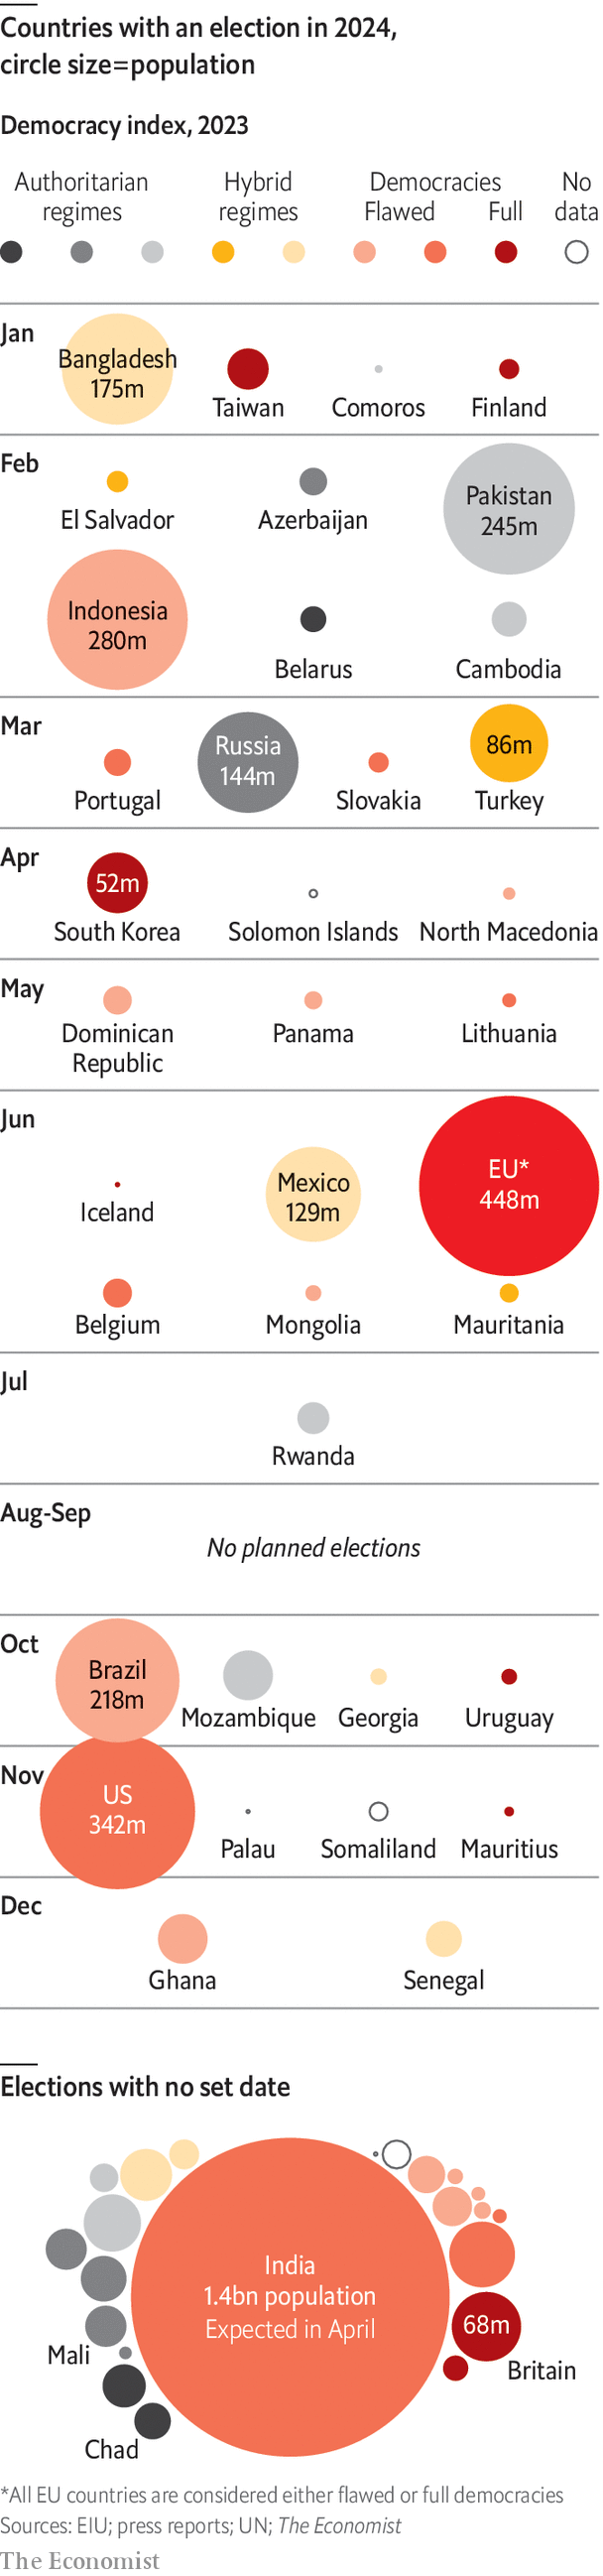 Countries with an election in 2024,
circle size=population
Democracy index, 2023
Authoritarian
regimes
Hybrid
regimes
Democracies
Flawed
Full
No
data
Jan
Bangladesh
175m
Taiwan
Comoros
Finland
Feb
El Salvador
Azerbaijan
Pakistan
245m
Indonesia
280m
Belarus
Cambodia
Mar
Portugal
Russia
144m
Slovakia
86m
Turkey
Apr
52m
South Korea
Solomon Islands
North Macedonia
May
Dominican
Republic
Panama
Lithuania
Jun
Iceland
Mexico
129m
EU*
448m
Belgium
Mongolia
Mauritania
Jul
Rwanda
Aug-Sep
No planned elections
Oct
Brazil
218m
Mozambique
Georgia
Uruguay
Nov
US
342m
Palau
Somaliland
Mauritius
Dec
Ghana
Senegal
Elections with no set date
India
1.4bn population
Expected in April
Mali
Chad
68m
Britain
*All EU countries are considered either flawed or full democracies
Sources: EIU; press reports; UN; The Economist
The Economist